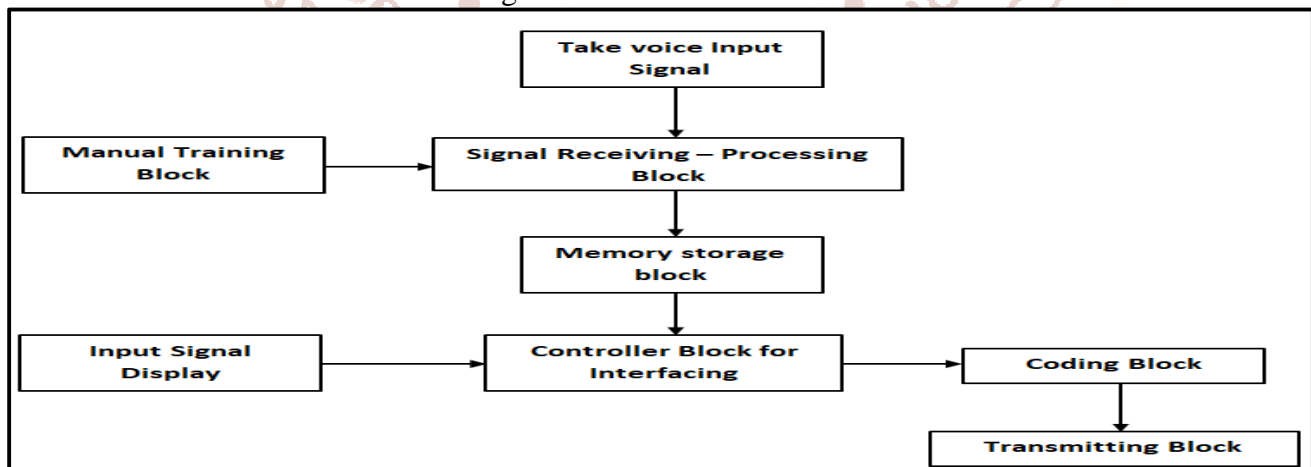 Take voice Input
Signal
Manual Training
Block
Signal Receiving – Processing
Block
Memory storage
block
Input Signal
Display
Controller Block for
Interfacing
Coding Block
Transmitting Block